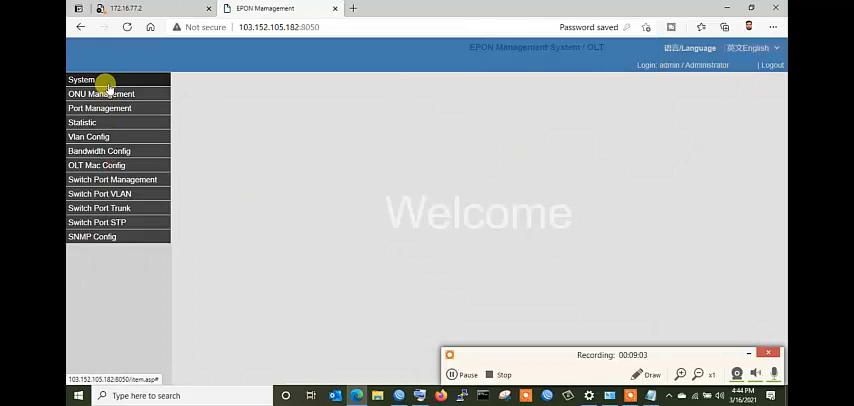 172.16.77.2
EPON Management
Not secure
103.152.105.182:8050
Password saved
EPON Management System / OLT
语言/Language
英文English
Login: admin / Administrator
| Logout
System
ONU Management
Port Management
Statistic
Vlan Config
Bandwidth Config
OLT Mac Config
Switch Port Management
Switch Port VLAN
Switch Port Trunk
Switch Port STP
SNMP Config
Welcome
Recording: 00:09:03
Pause
Stop
Draw
x1
103.152.105.182:8050/item.asp#
Type here to search
4:44 PM
3/16/2021